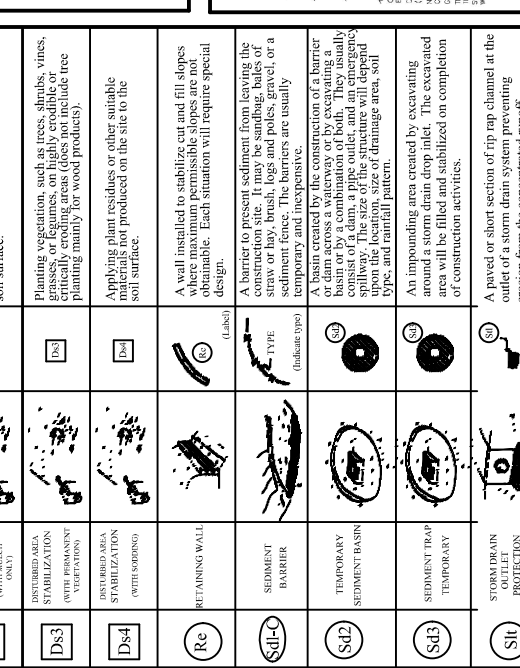 soil surface.
Ds3
DISTURBED AREA
STABILIZATION
(WITH PERMANENT
VEGETATION)
Ds3
Planting vegetation, such as trees, shrubs, vines,
grasses, or legumes, on highly erodible or
critically eroding areas (does not include tree
planting mainly for wood products).
Ds4
DISTURBED AREA
STABILIZATION
(WITH SODDING)
Ds4
Applying plant residues or other suitable
materials not produced on the site to the
soil surface.
Re
RETAINING WALL
Re
(Label)
A wall installed to stabilize cut and fill slopes
where maximum permissible slopes are not
obtainable. Each situation will require special
design.
Sdl-C
SEDIMENT
BARRIER
TYPE
(Indicate type)
A barrier to present sediment from leaving the
construction site. It may be sandbag, bales of
straw or hay, brush, logs and poles, gravel, or a
sediment fence. The barriers are usually
temporary and inexpensive.
Sd2
TEMPORARY
SEDIMENT BASIN
Sd2
A basin created by the construction of a barrier
or dam across a waterway or by excavating a
basin or by a combination of both. They usually
consist of a dam, a pipe outlet, and an emergency
spillway. The size of the structure will depend
upon the location, size of drainage area, soil
type, and rainfall pattern.
Sd3
SEDIMENT TRAP
TEMPORARY
Sd3
An impounding area created by excavating
around a storm drain drop inlet. The excavated
area will be filled and stabilized on completion
of construction activities.
Slt
STORM DRAIN
OUTLET
PROTECTION
Stl
A paved or short section of rip rap channel at the
outlet of a storm drain system preventing